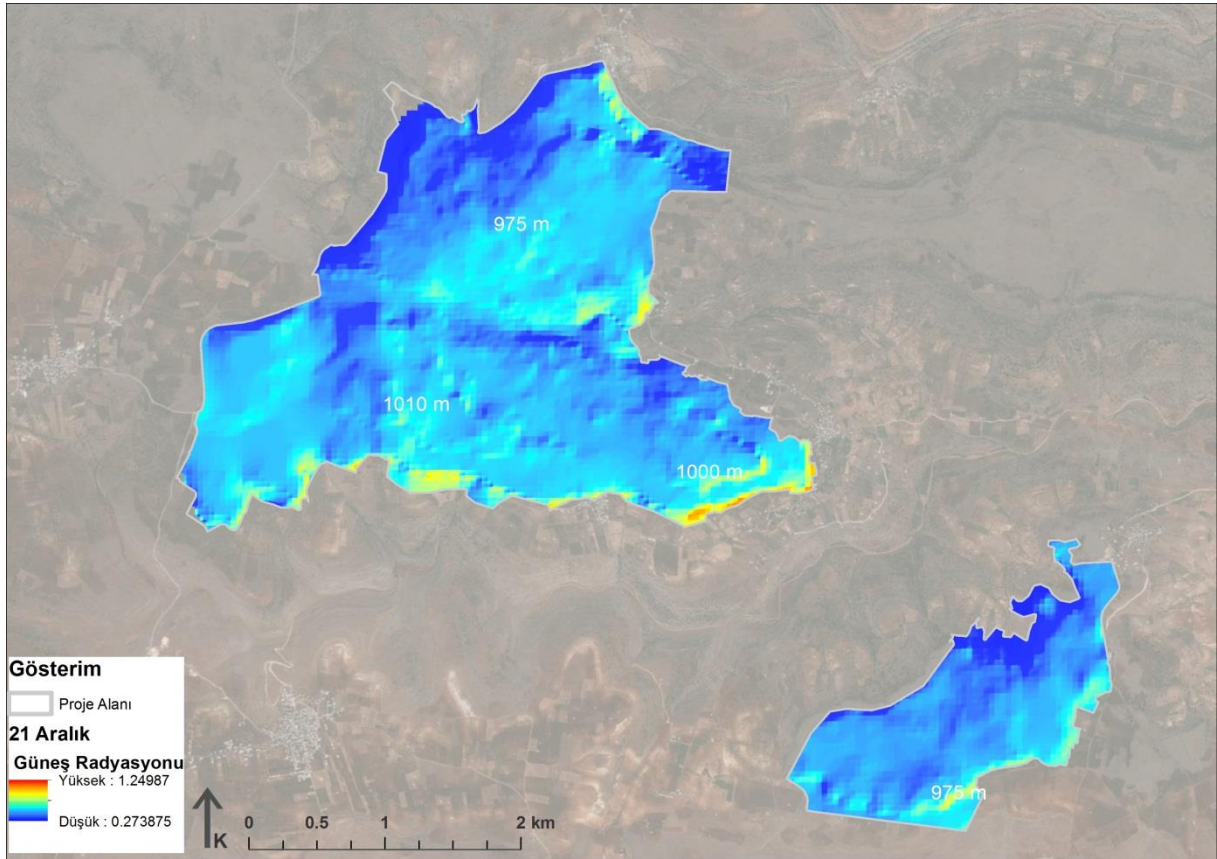 975 m
1010 m
1000 m
975 m
Gösterim
Proje Alanı
21 Aralık
Güneş Radyasyonu
Yüksek : 1.24987
Düşük : 0.273875
K
0 0.5 1 2 km